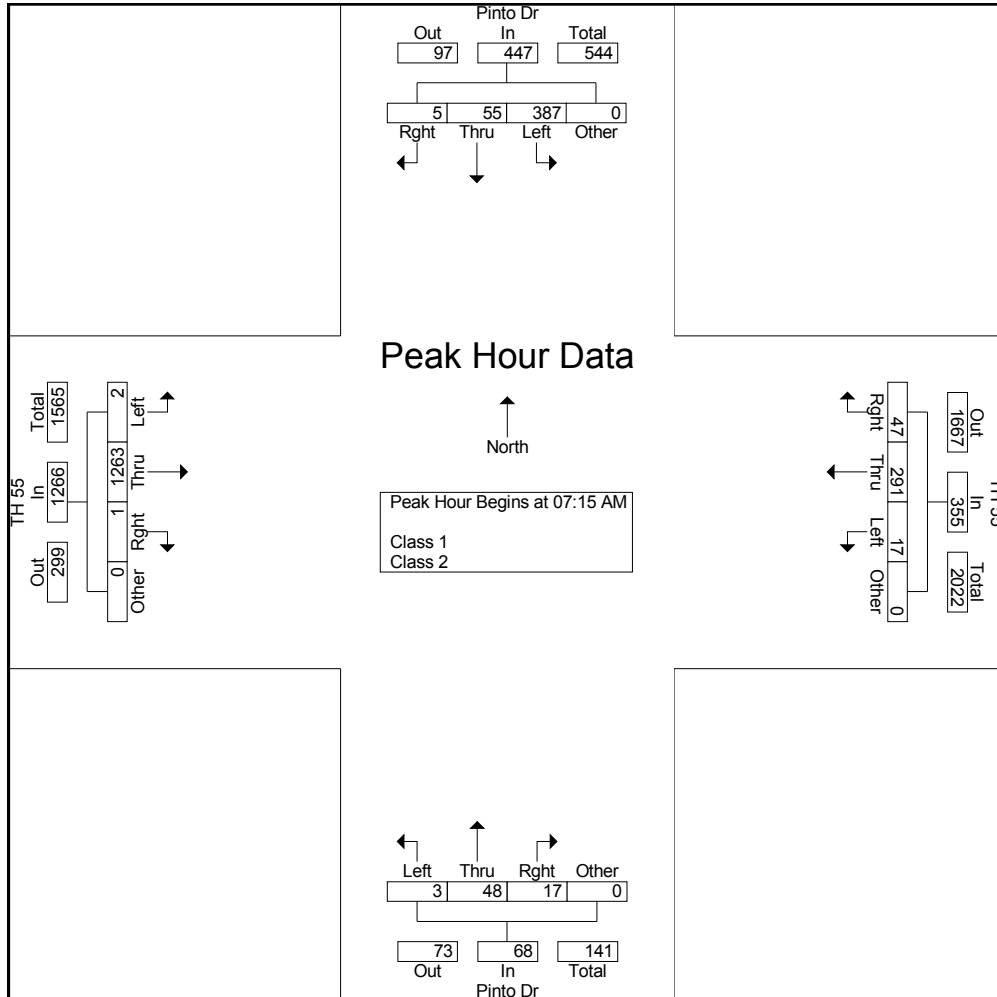 Pinto Dr
Out In Total
97 447 544
5 55 387 0
Rght Thru Left Other
Peak Hour Data
North
Peak Hour Begins at 07:15 AM
Class 1
Class 2
TH 55
Total In Out
1565 1266 299
2 1263 1 0
Left Thru Rght Other
Rght Thru Left Other
47 291 17 0
Out In Total
1667 355 2022
Left Thru Rght Other
3 48 17 0
73 68 141
Out In Total
Pinto Dr